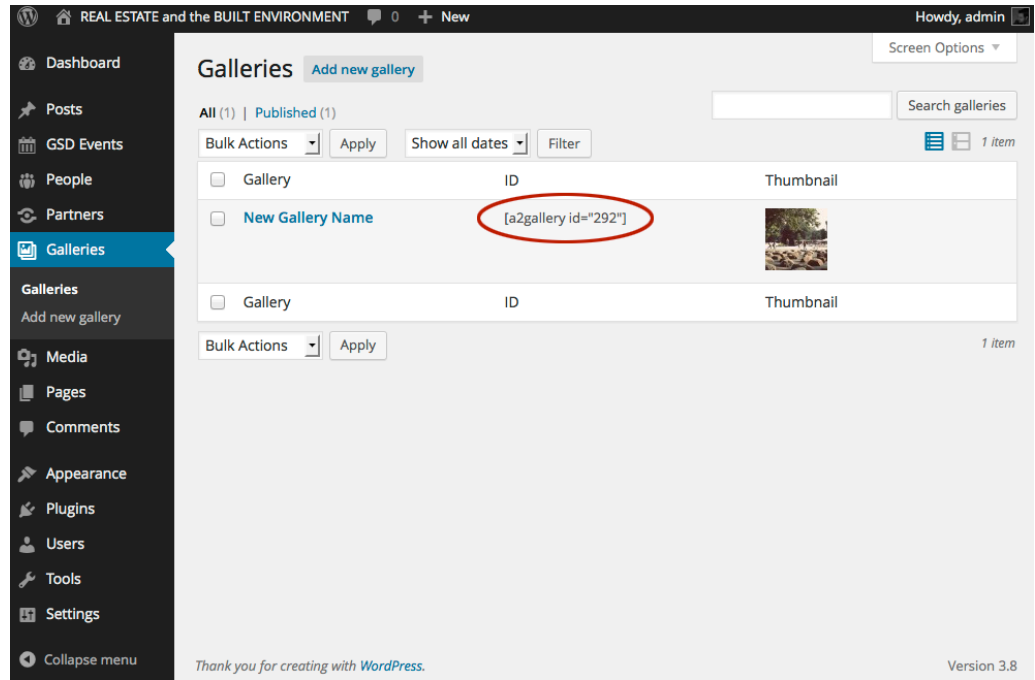 REAL ESTATE and the BUILT ENVIRONMENT 0 + New Howdy, admin
Screen Options ▼
Dashboard
Posts
GSD Events
People
Partners
Galleries
Galleries
Add new gallery
Media
Pages
Comments
Appearance
Plugins
Users
Tools
Settings
Collapse menu
Galleries Add new gallery
All (1) | Published (1) Search galleries
Bulk Actions Apply Show all dates Filter 1 item
Gallery ID Thumbnail
New Gallery Name [a2gallery id="292"]
Gallery ID Thumbnail
Bulk Actions Apply 1 item
Thank you for creating with WordPress. Version 3.8